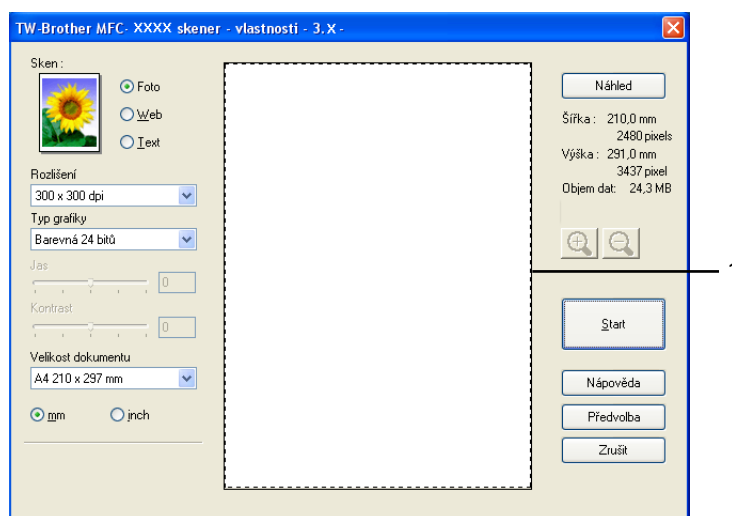 TW-Brother MFC- XXXX skener - vlastnosti - 3.X -
Sken :
Foto
Web
Text
Rozlišení
300 x 300 dpi
Typ grafiky
Barevná 24 bitů
Jas
0
Kontrast
0
Velikost dokumentu
A4 210 x 297 mm
mm
inch
Náhled
Šířka : 210,0 mm
2480 pixels
Výška : 291,0 mm
3437 pixel
Objem dat: 24,3 MB
1
Start
Nápověda
Předvolba
Zrušit